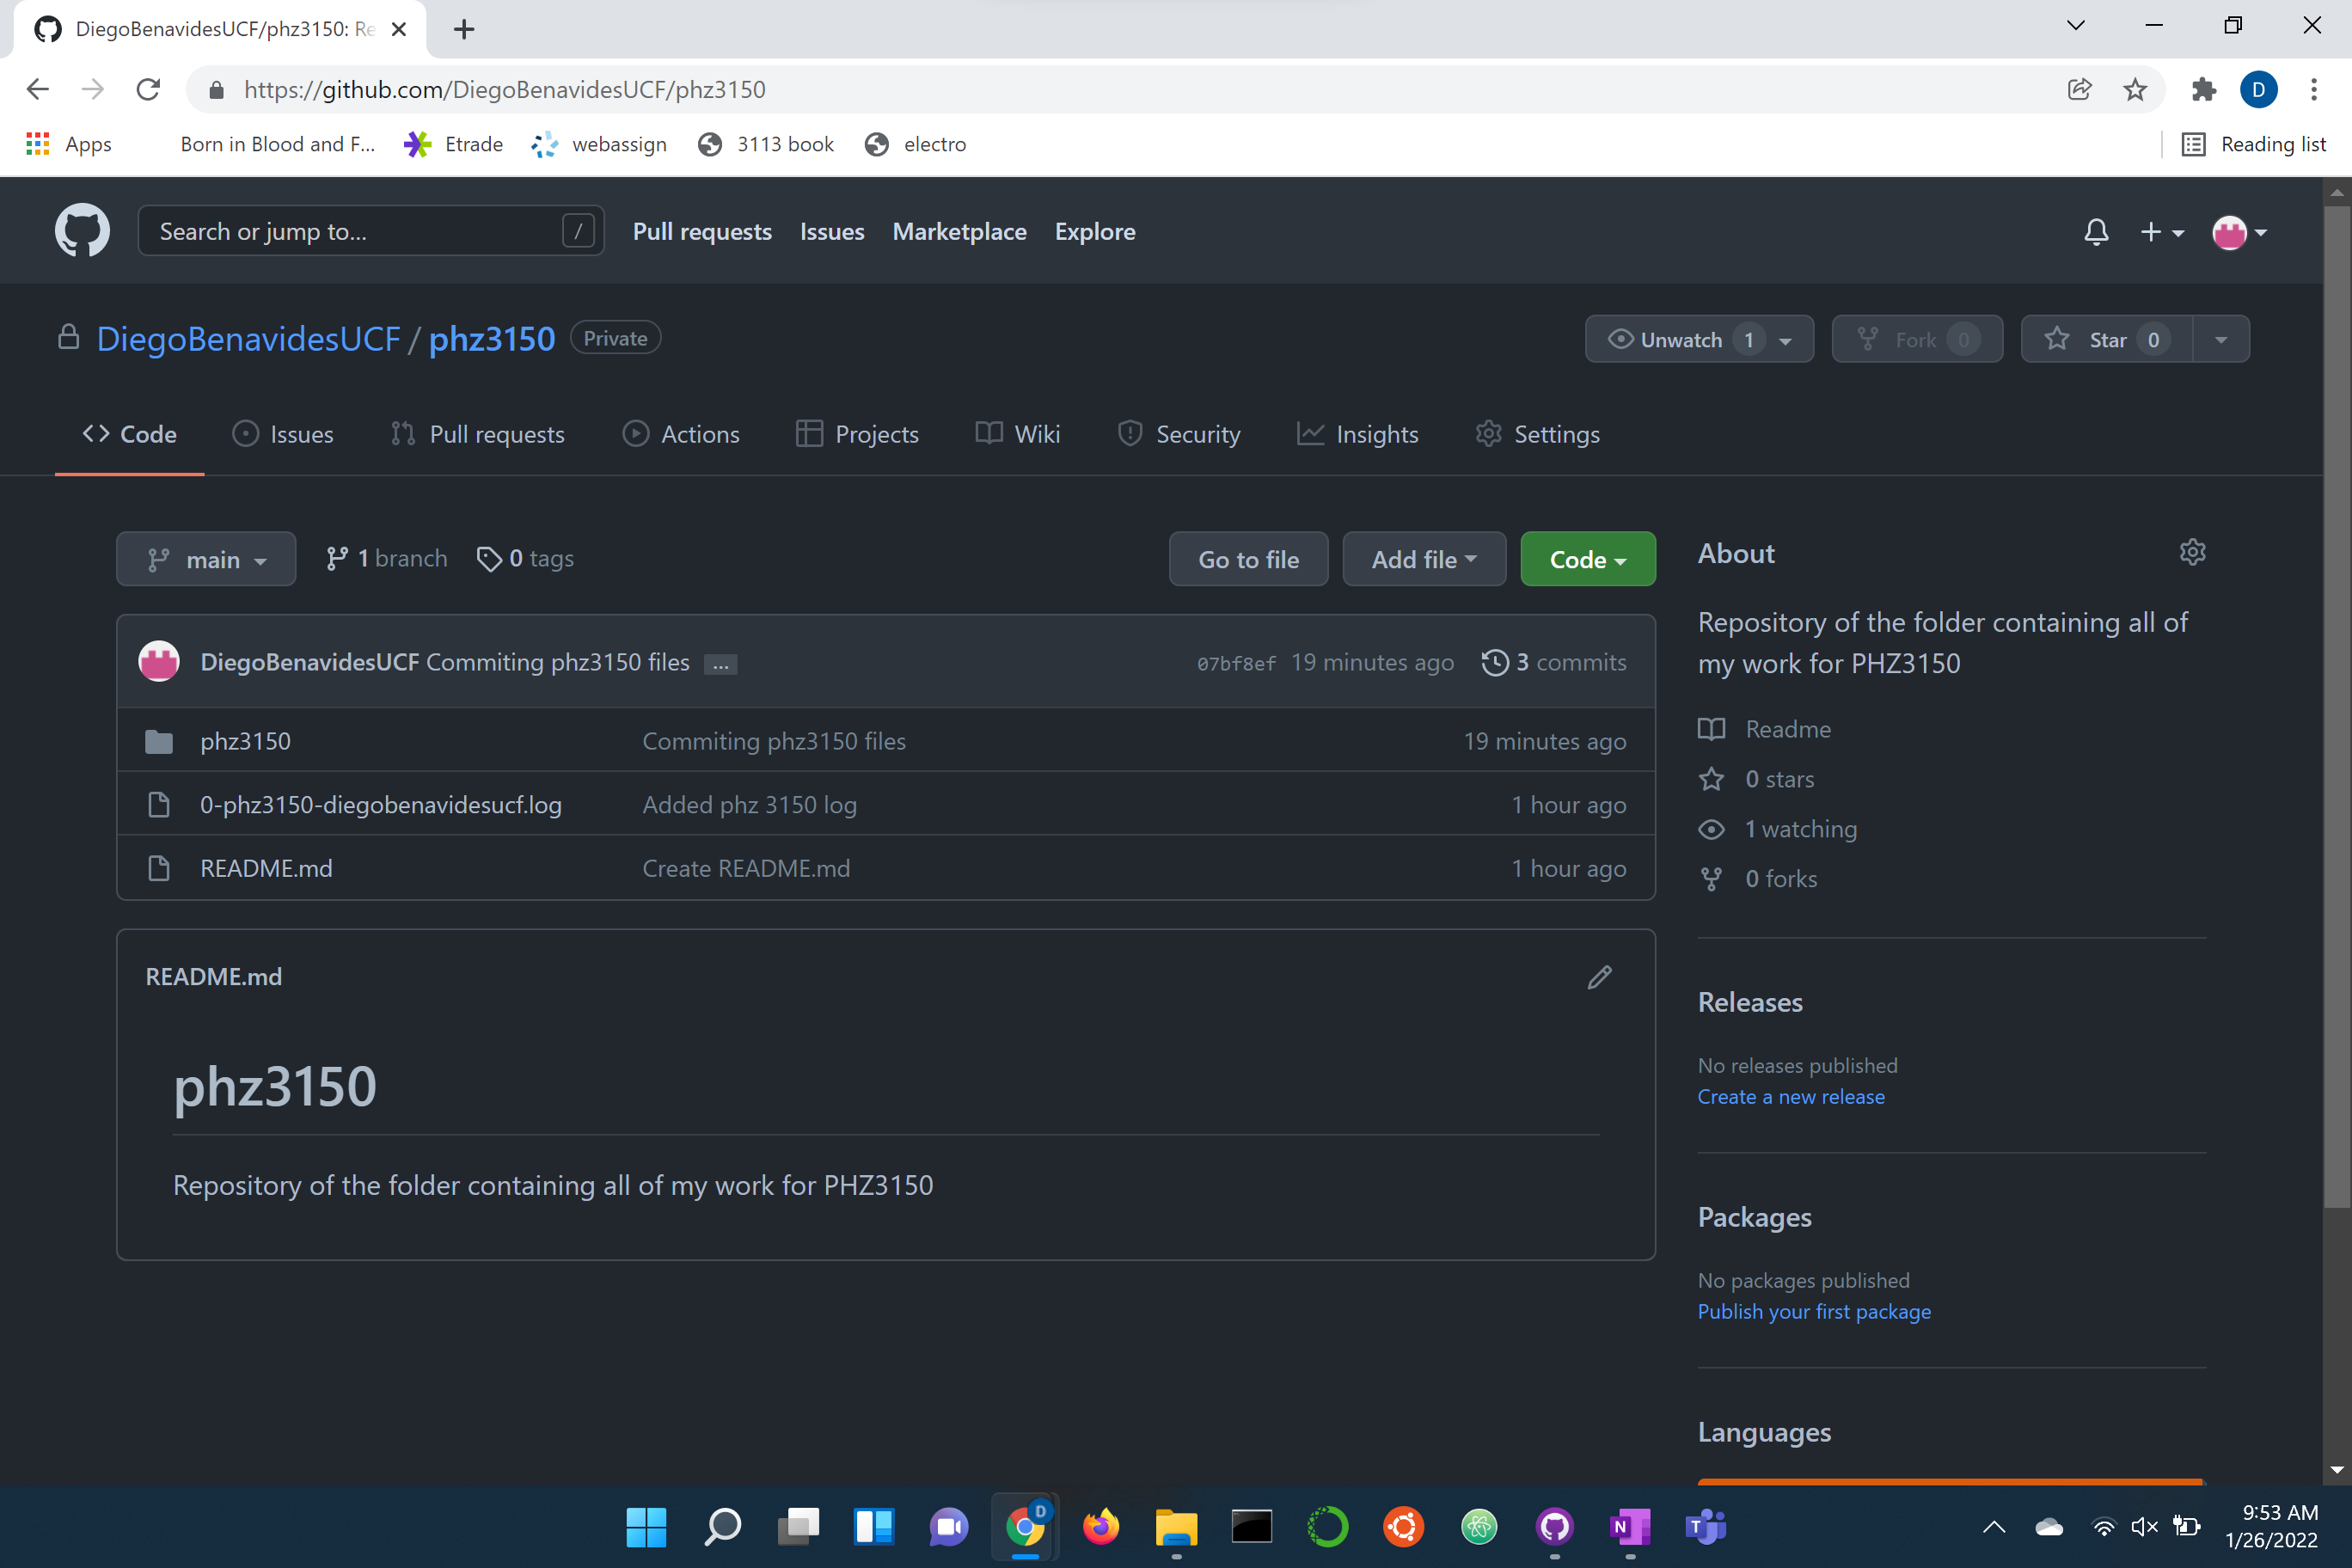 DiegoBenavidesUCF/phz3150: Re
https://github.com/DiegoBenavidesUCF/phz3150
D
Apps
Born in Blood and F...
Etrade
webassign
3113 book
electro
Reading list
Search or jump to...
/
Pull requests
Issues
Marketplace
Explore
DiegoBenavidesUCF / phz3150
Private
Unwatch 1
Fork 0
Star 0
Code
Issues
Pull requests
Actions
Projects
Wiki
Security
Insights
Settings
main
1 branch
0 tags
Go to file
Add file
Code
DiegoBenavidesUCF Commiting phz3150 files ...
07bf8ef 19 minutes ago
3 commits
phz3150
Commiting phz3150 files
19 minutes ago
0-phz3150-diegobenavidesucf.log
Added phz 3150 log
1 hour ago
README.md
Create README.md
1 hour ago
README.md
phz3150
Repository of the folder containing all of my work for PHZ3150
About
Repository of the folder containing all of
my work for PHZ3150
Readme
0 stars
1 watching
0 forks
Releases
No releases published
Create a new release
Packages
No packages published
Publish your first package
Languages
D
N
T
9:53 AM
1/26/2022